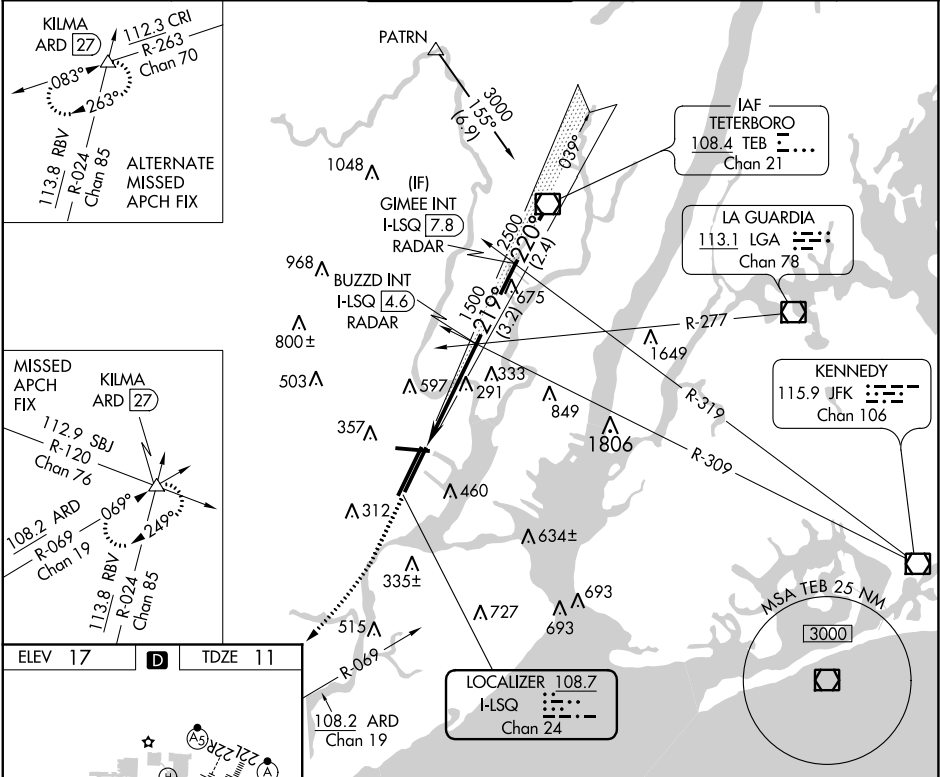 KILMA
ARD 27
112.3 CRI
R-263
Chan 70
083°
263°
113.8 RBV
R-024
Chan 85
ALTERNATE
MISSED
APCH FIX
PATRN
3000
155°
(6.9)
039°
IAF
TETERBORO
108.4 TEB
Chan 21
1048
(IF)
GIMEE INT
I-LSQ 7.8
RADAR
2500
220°
(2.4)
LA GUARDIA
113.1 LGA
Chan 78
968
BUZZD INT
I-LSQ 4.6
RADAR
1500
219°
(3.2)
675
R-277
800±
1649
503
597
291
333
849
R-319
KENNEDY
115.9 JFK
Chan 106
MISSED
APCH
FIX
KILMA
ARD 27
112.9 SBJ
R-120
Chan 76
357
1806
R-309
069°
249°
108.2 ARD
R-069
Chan 19
113.8 RBV
R-024
Chan 85
460
312
634±
335±
727
693
693
515
R-069
MSA TEB 25 NM
3000
108.2 ARD
Chan 19
LOCALIZER 108.7
I-LSQ
Chan 24
ELEV 17
D
TDZE 11
A5
22R
22L
A
H